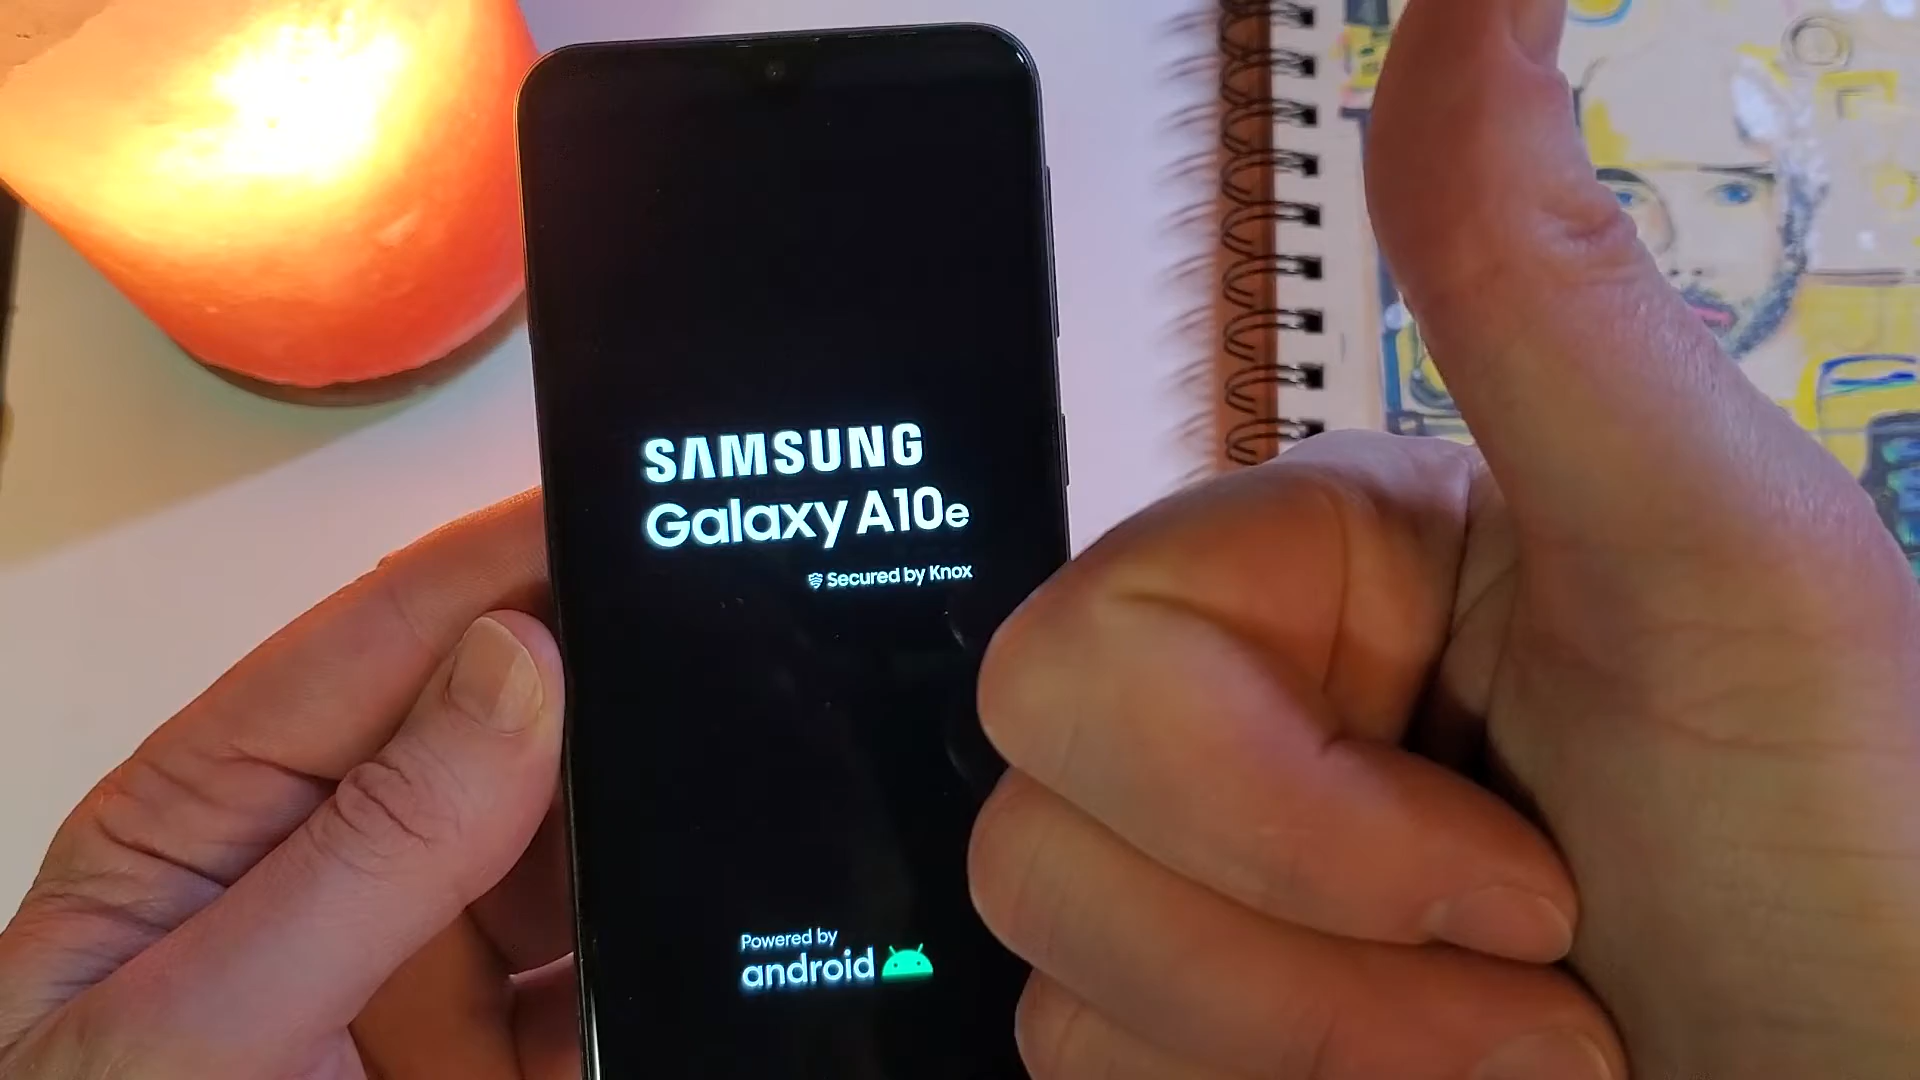 SAMSUNG
Galaxy A10e
Secured by Knox
Powered by
android